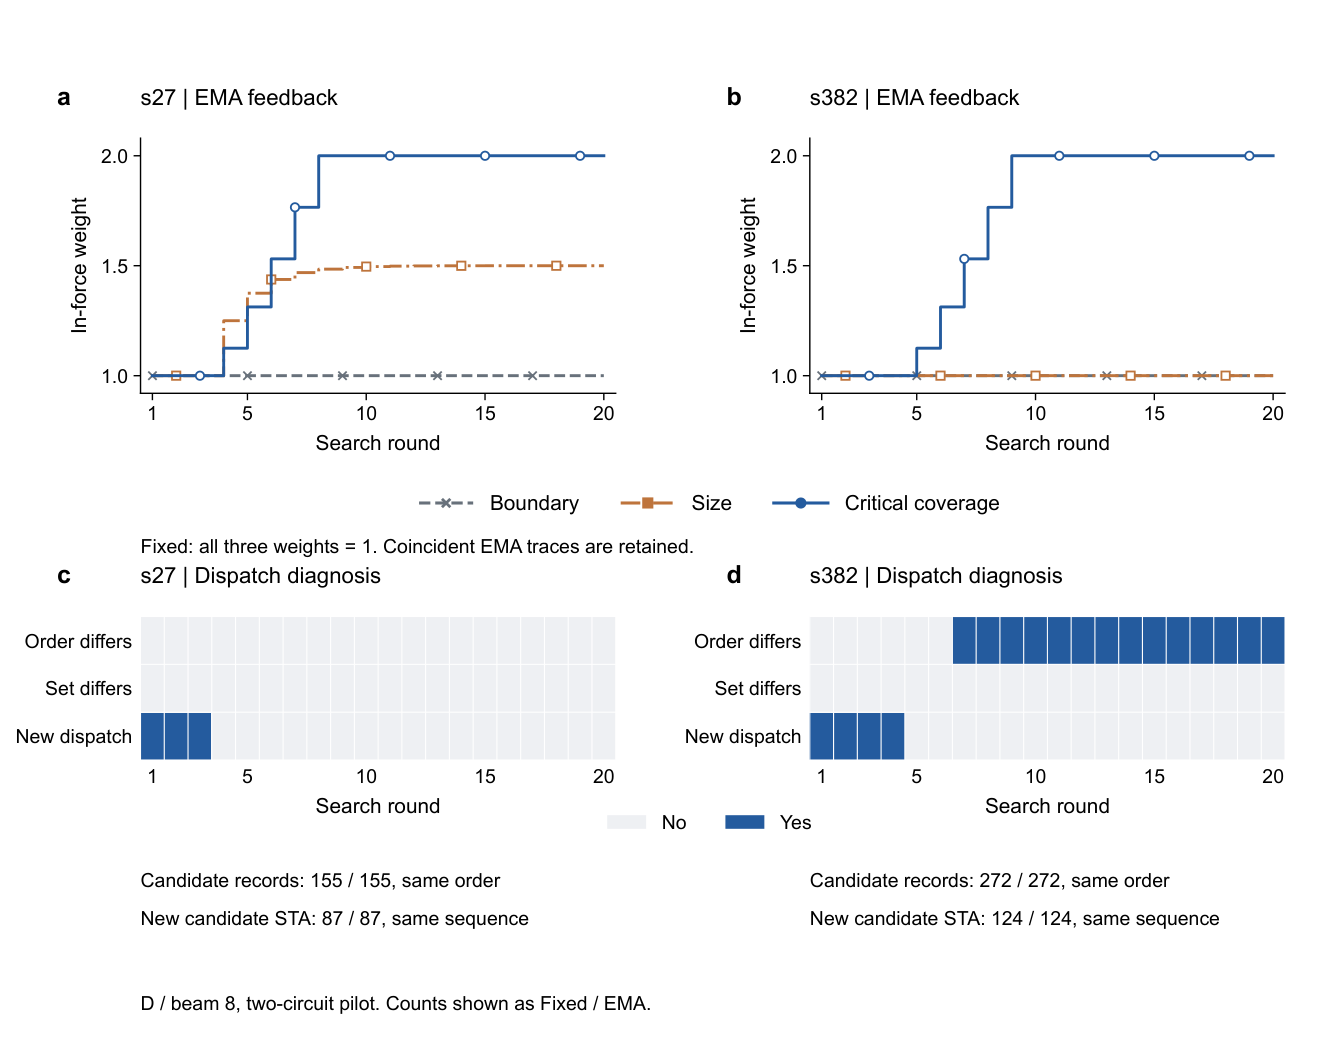 a s27 | EMA feedback
b s382 | EMA feedback
In-force weight
2.0
1.5
1.0
1 5 10 15 20
Search round
In-force weight
2.0
1.5
1.0
1 5 10 15 20
Search round
Boundary Size Critical coverage
Fixed: all three weights = 1. Coincident EMA traces are retained.
c s27 | Dispatch diagnosis
Order differs
Set differs
New dispatch
1 5 10 15 20
Search round
d s382 | Dispatch diagnosis
Order differs
Set differs
New dispatch
1 5 10 15 20
Search round
No Yes
Candidate records: 155 / 155, same order
New candidate STA: 87 / 87, same sequence
Candidate records: 272 / 272, same order
New candidate STA: 124 / 124, same sequence
D / beam 8, two-circuit pilot. Counts shown as Fixed / EMA.